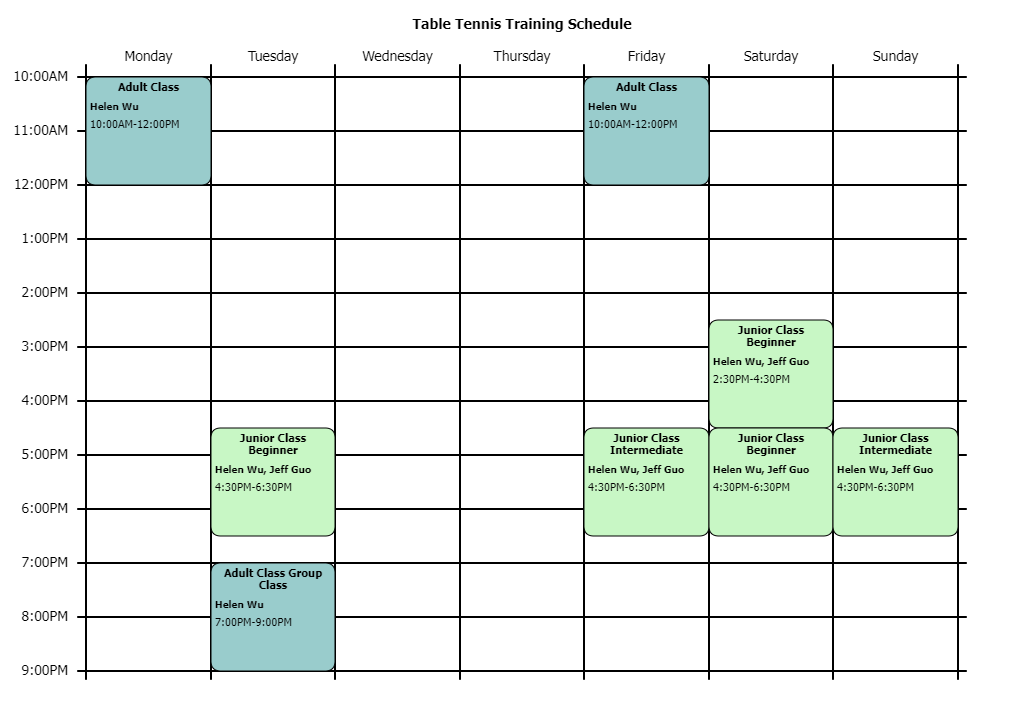 Table Tennis Training Schedule
Monday Tuesday Wednesday Thursday Friday Saturday Sunday
10:00AM
Adult Class
Helen Wu
10:00AM-12:00PM
Adult Class
Helen Wu
10:00AM-12:00PM
11:00AM
12:00PM
1:00PM
2:00PM
Junior Class
Beginner
Helen Wu, Jeff Guo
2:30PM-4:30PM
3:00PM
4:00PM
Junior Class
Beginner
Helen Wu, Jeff Guo
4:30PM-6:30PM
Junior Class
Intermediate
Helen Wu, Jeff Guo
4:30PM-6:30PM
Junior Class
Beginner
Helen Wu, Jeff Guo
4:30PM-6:30PM
Junior Class
Intermediate
Helen Wu, Jeff Guo
4:30PM-6:30PM
5:00PM
6:00PM
7:00PM
Adult Class Group
Class
Helen Wu
7:00PM-9:00PM
8:00PM
9:00PM